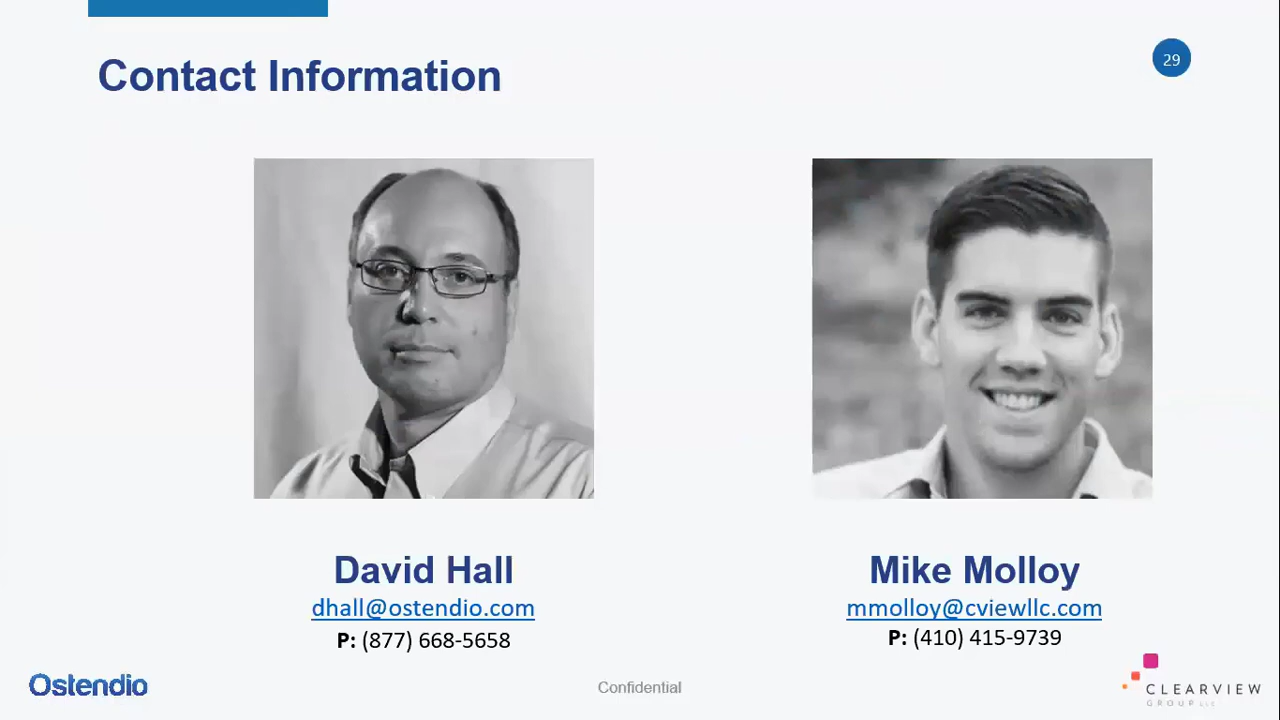 Contact Information
29
David Hall
dhall@ostendio.com
P: (877) 668-5658
Mike Molloy
mmolloy@cviewllc.com
P: (410) 415-9739
Ostendio
Confidential
CLEARVIEW
GROUP LLC